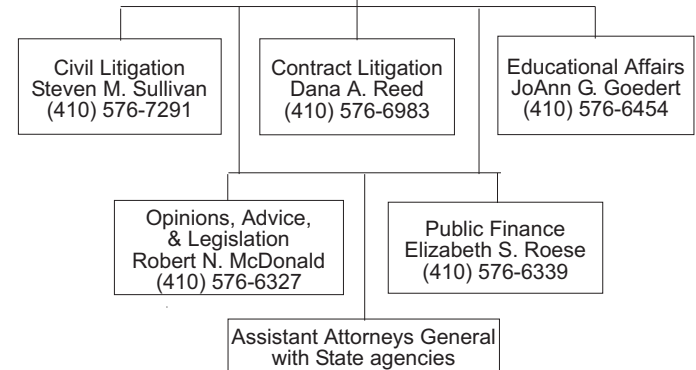 Civil Litigation
Steven M. Sullivan
(410) 576-7291
Contract Litigation
Dana A. Reed
(410) 576-6983
Educational Affairs
JoAnn G. Goedert
(410) 576-6454
Opinions, Advice,
& Legislation
Robert N. McDonald
(410) 576-6327
Public Finance
Elizabeth S. Roese
(410) 576-6339
Assistant Attorneys General
with State agencies